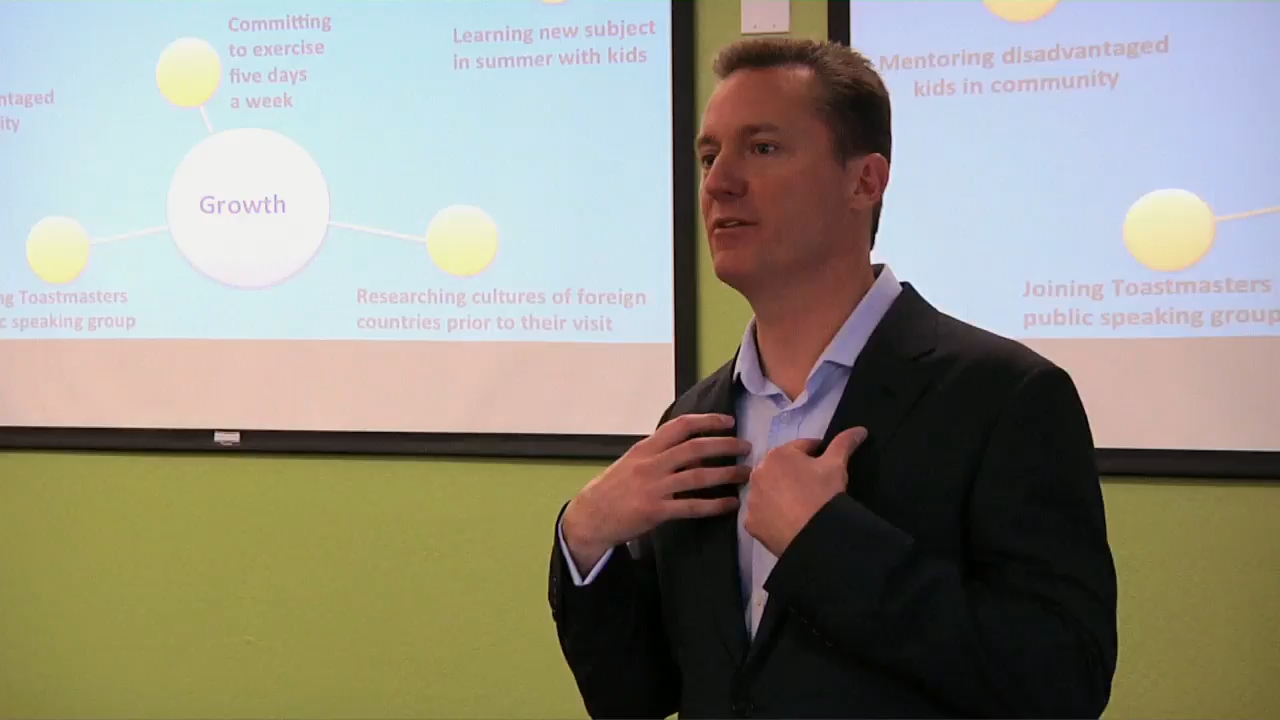 Committing
to exercise
five days
a week
Learning new subject
in summer with kids
Growth
Toastmasters
speaking group
Researching cultures of foreign
countries prior to their visit
Mentoring disadvantaged
kids in community
Joining Toastmasters
public speaking group